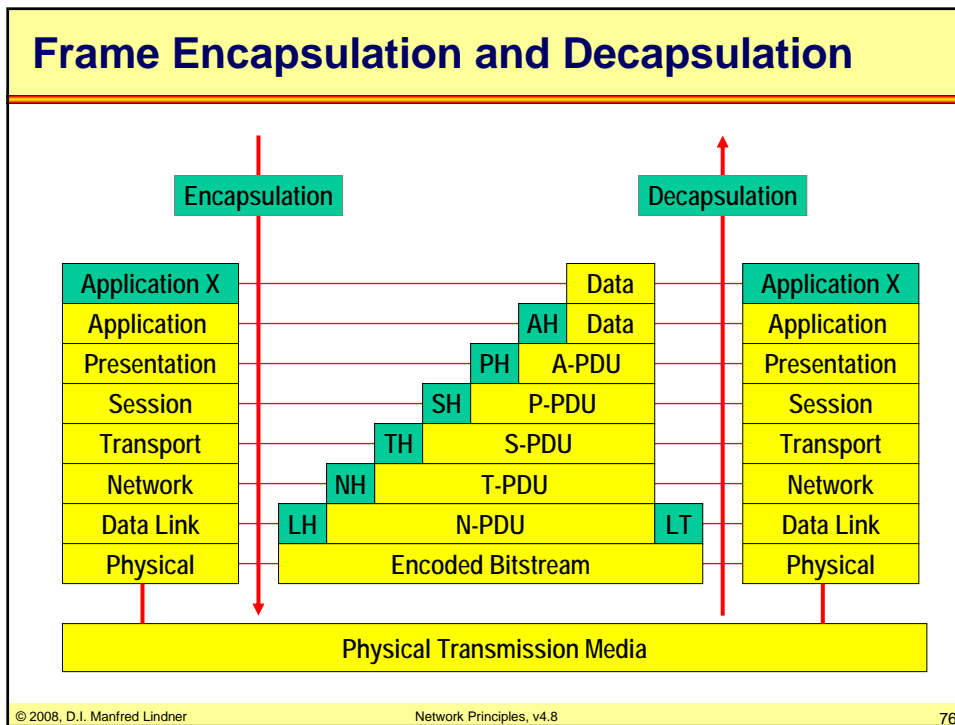 Frame Encapsulation and Decapsulation
Encapsulation
Decapsulation
Application X
Data
Application X
Application
AH
Data
Application
Presentation
PH
A-PDU
Presentation
Session
SH
P-PDU
Session
Transport
TH
S-PDU
Transport
Network
NH
T-PDU
Network
Data Link
LH
N-PDU
LT
Data Link
Physical
Encoded Bitstream
Physical
Physical Transmission Media
© 2008, D.I. Manfred Lindner
Network Principles, v4.8
76